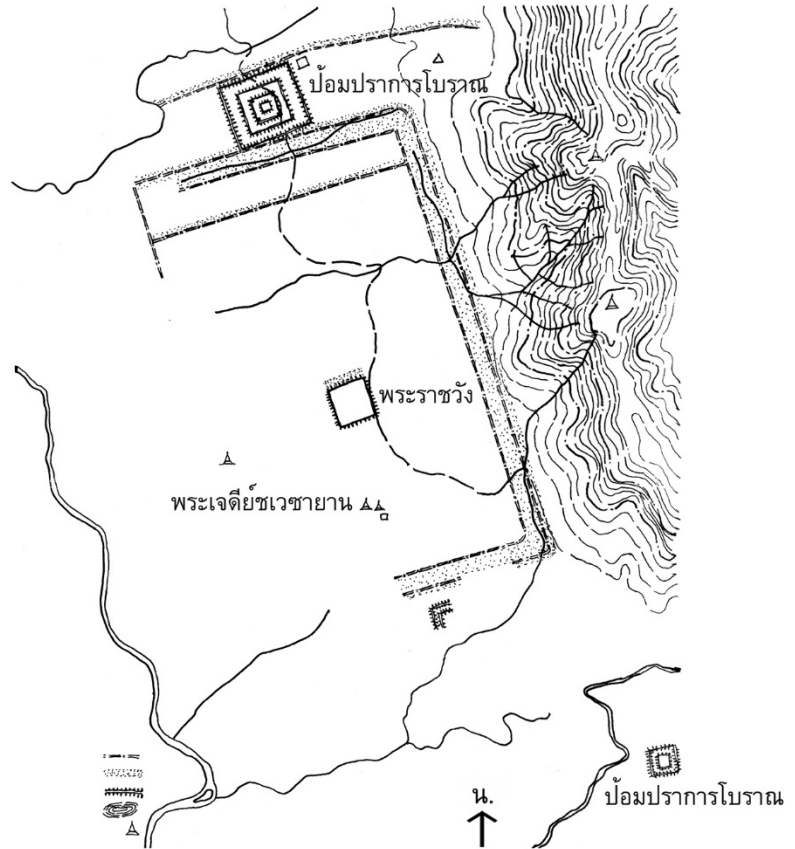 ป้อมปราการโบราณ
พระราชวัง
พระเจดีย์ชเวซายาน
น.
ป้อมปราการโบราณ